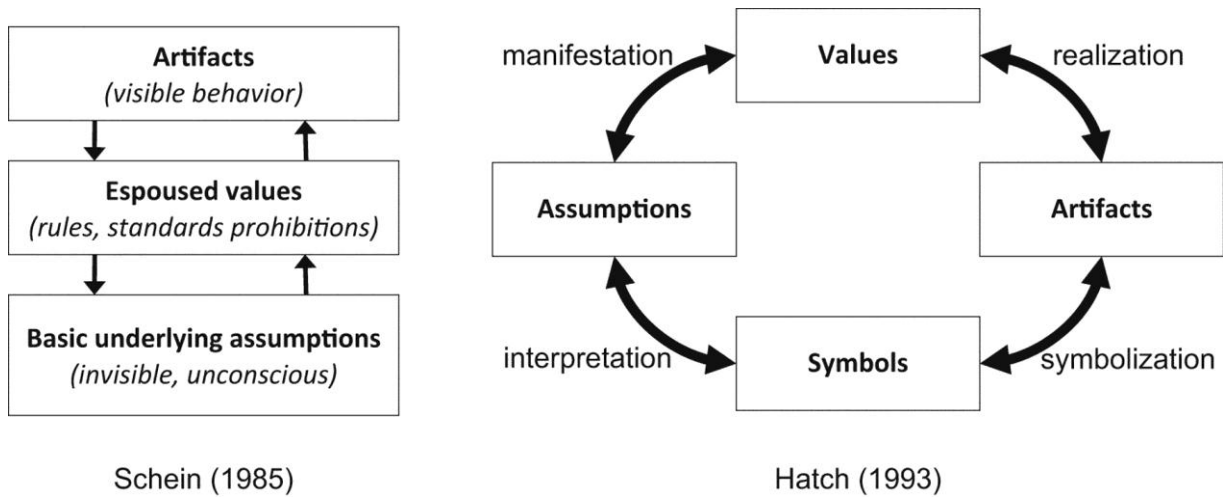 Artifacts
(visible behavior)
Espoused values
(rules, standards prohibitions)
Basic underlying assumptions
(invisible, unconscious)
Schein (1985)
manifestation
Values
realization
Assumptions
Artifacts
interpretation
Symbols
symbolization
Hatch (1993)